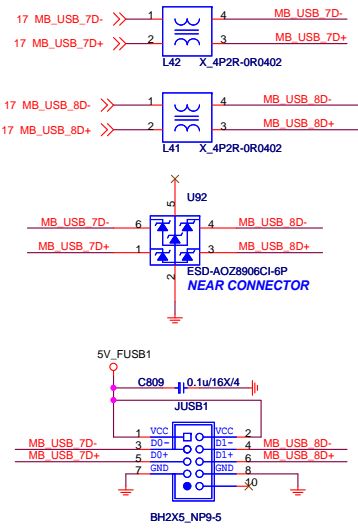 17 MB_USB_7D- 1 4 MB_USB_7D-
17 MB_USB_7D+ 2 3 MB_USB_7D+
L42 X_4P2R-0R0402
17 MB_USB_8D- 1 4 MB_USB_8D-
17 MB_USB_8D+ 2 3 MB_USB_8D+
L41 X_4P2R-0R0402
U92
5
MB_USB_7D- 6 4 MB_USB_8D-
MB_USB_7D+ 1 3 MB_USB_8D+
2
ESD-AOZ8906CI-6P
NEAR CONNECTOR
5V_FUSB1
C809 0.1u/16X/4
JUSB1
1 VCC VCC 2
MB_USB_7D- 3 D0- D1- 4 MB_USB_8D-
MB_USB_7D+ 5 D0+ D1+ 6 MB_USB_8D+
7 GND GND 8
10
BH2X5_NP9-5